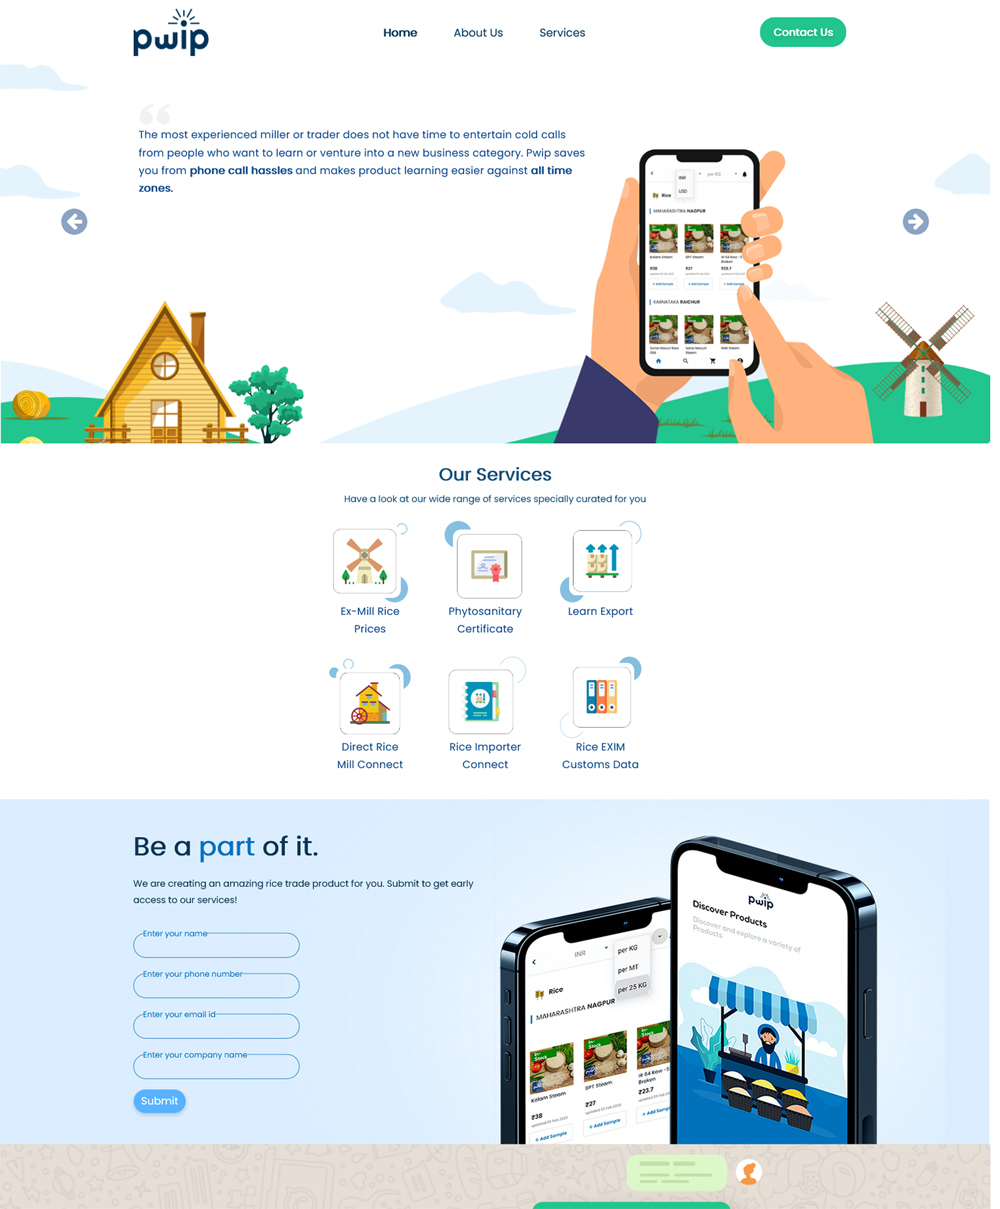 pwip
Home
About Us
Services
Contact Us
The most experienced miller or trader does not have time to entertain cold calls
from people who want to learn or venture into a new business category. Pwip saves
you from phone call hassles and makes product learning easier against all time
zones.
INR
per KG
USD
Rice
MAHARASHTRA NAGPUR
Kolam Steam
BPT Steam
IR 64 Raw -5%
Broken
₹38
₹27
₹23.7
+ Add Sample
+ Add Sample
+ Add Sample
KARNATAKA RAICHUR
Our Services
Have a look at our wide range of services specially curated for you
Ex-Mill Rice
Prices
Phytosanitary
Certificate
Learn Export
Direct Rice
Mill Connect
Rice Importer
Connect
Rice EXIM
Customs Data
Be a part of it.
We are creating an amazing rice trade product for you. Submit to get early
access to our services!
Enter your name
Enter your phone number
Enter your email id
Enter your company name
Submit
INR
per KG
per MT
per 25 KG
Rice
MAHARASHTRA NAGPUR
In-
Stock
In-
Stock
In-
Stock
Kolam Steam
BPT Steam
IR 64 Raw -5
Broken
₹38
₹27
₹23.7
+ Add Sample
+ Add Sample
+ Add Sample
pwip
Discover Products
Discover and explore a variety of
Products